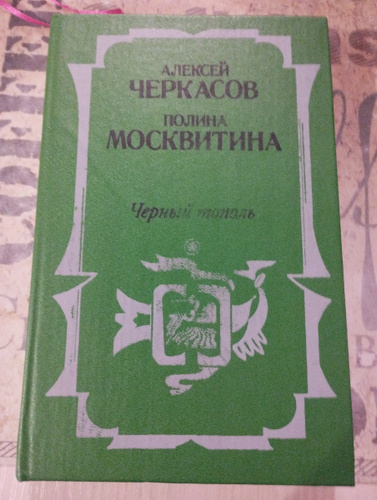 АЛЕКСЕЙ
ЧЕРКАСОВ
ПОЛИНА
МОСКВИТИНА
Черный тополь